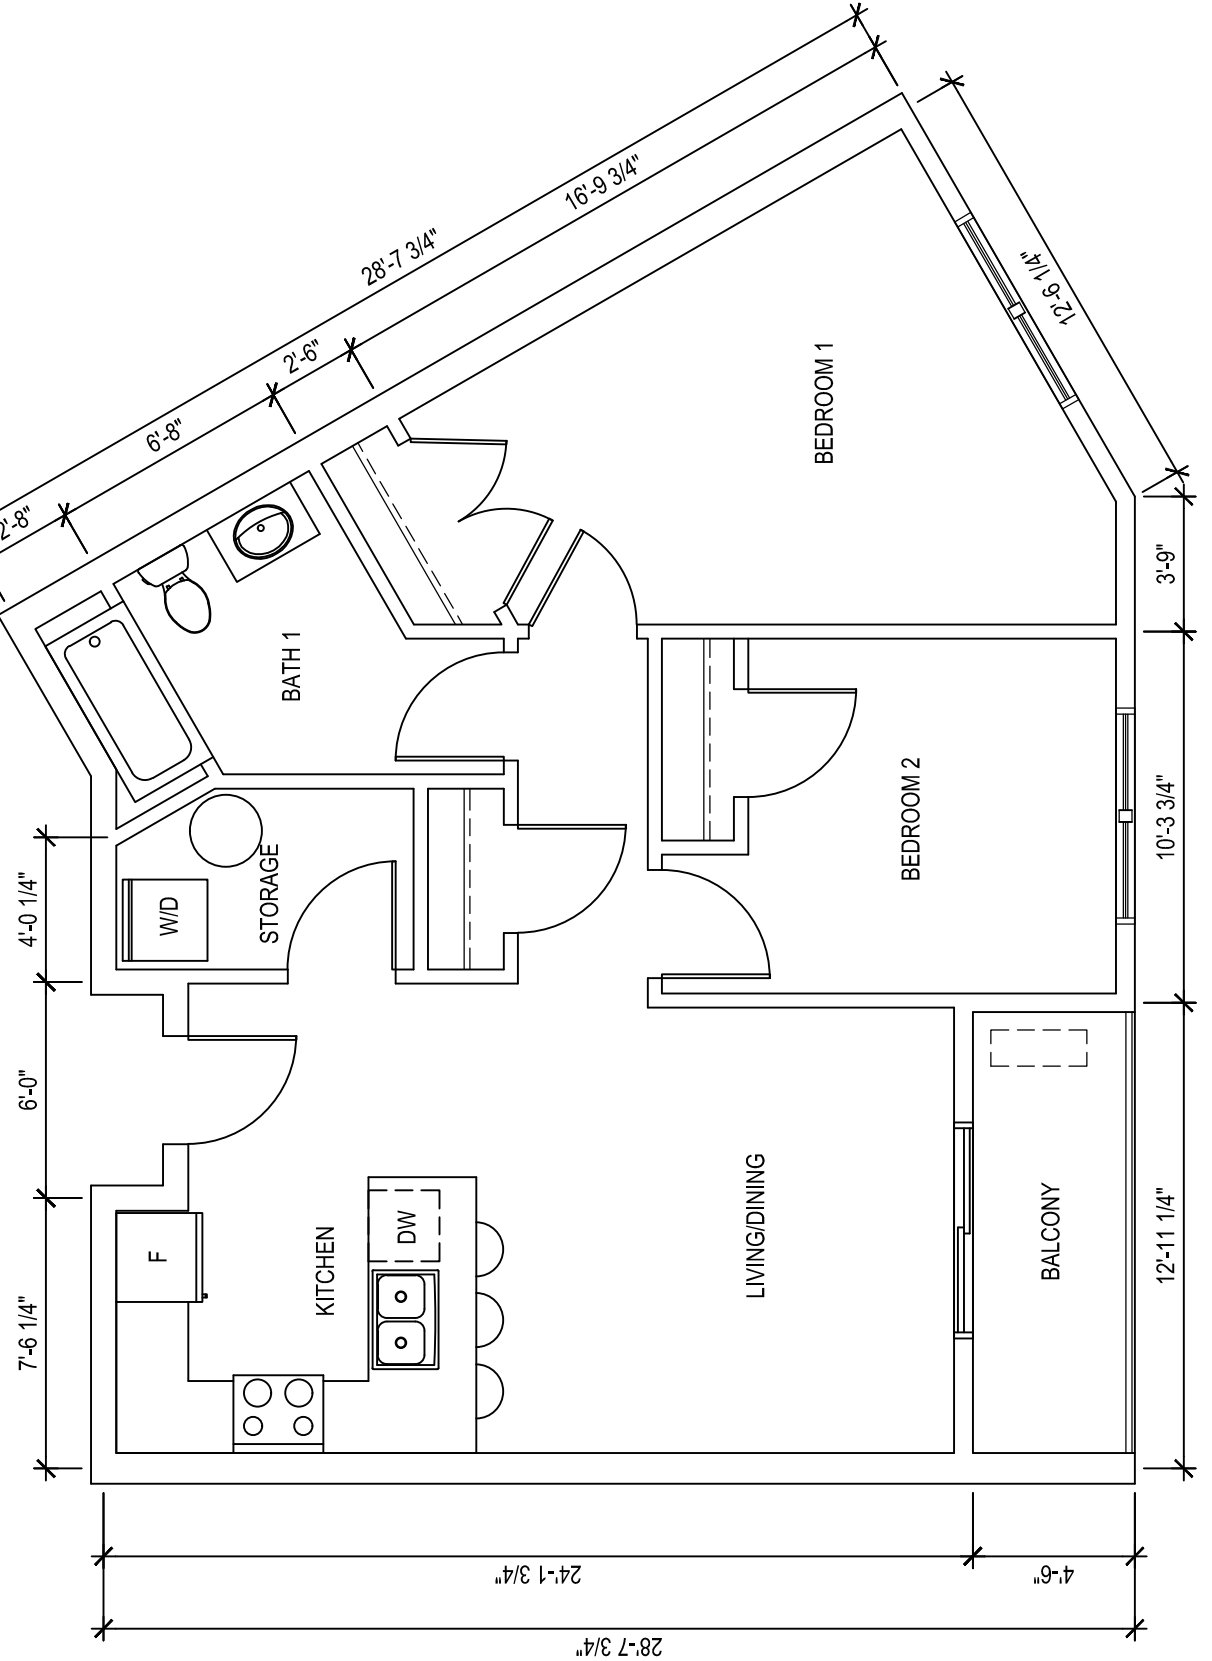 28'-7 3/4"
16'-9 3/4"
2'-6"
6'-8"
2'-8"
12'-6 1/4"
BEDROOM 1
3'-9"
BATH 1
4'-0 1/4"
W/D
STORAGE
BEDROOM 2
10'-3 3/4"
6'-0"
7'-6 1/4"
F
KITCHEN
DW
LIVING/DINING
BALCONY
12'-11 1/4"
24'-1 3/4"
4'-6"
28'-7 3/4"